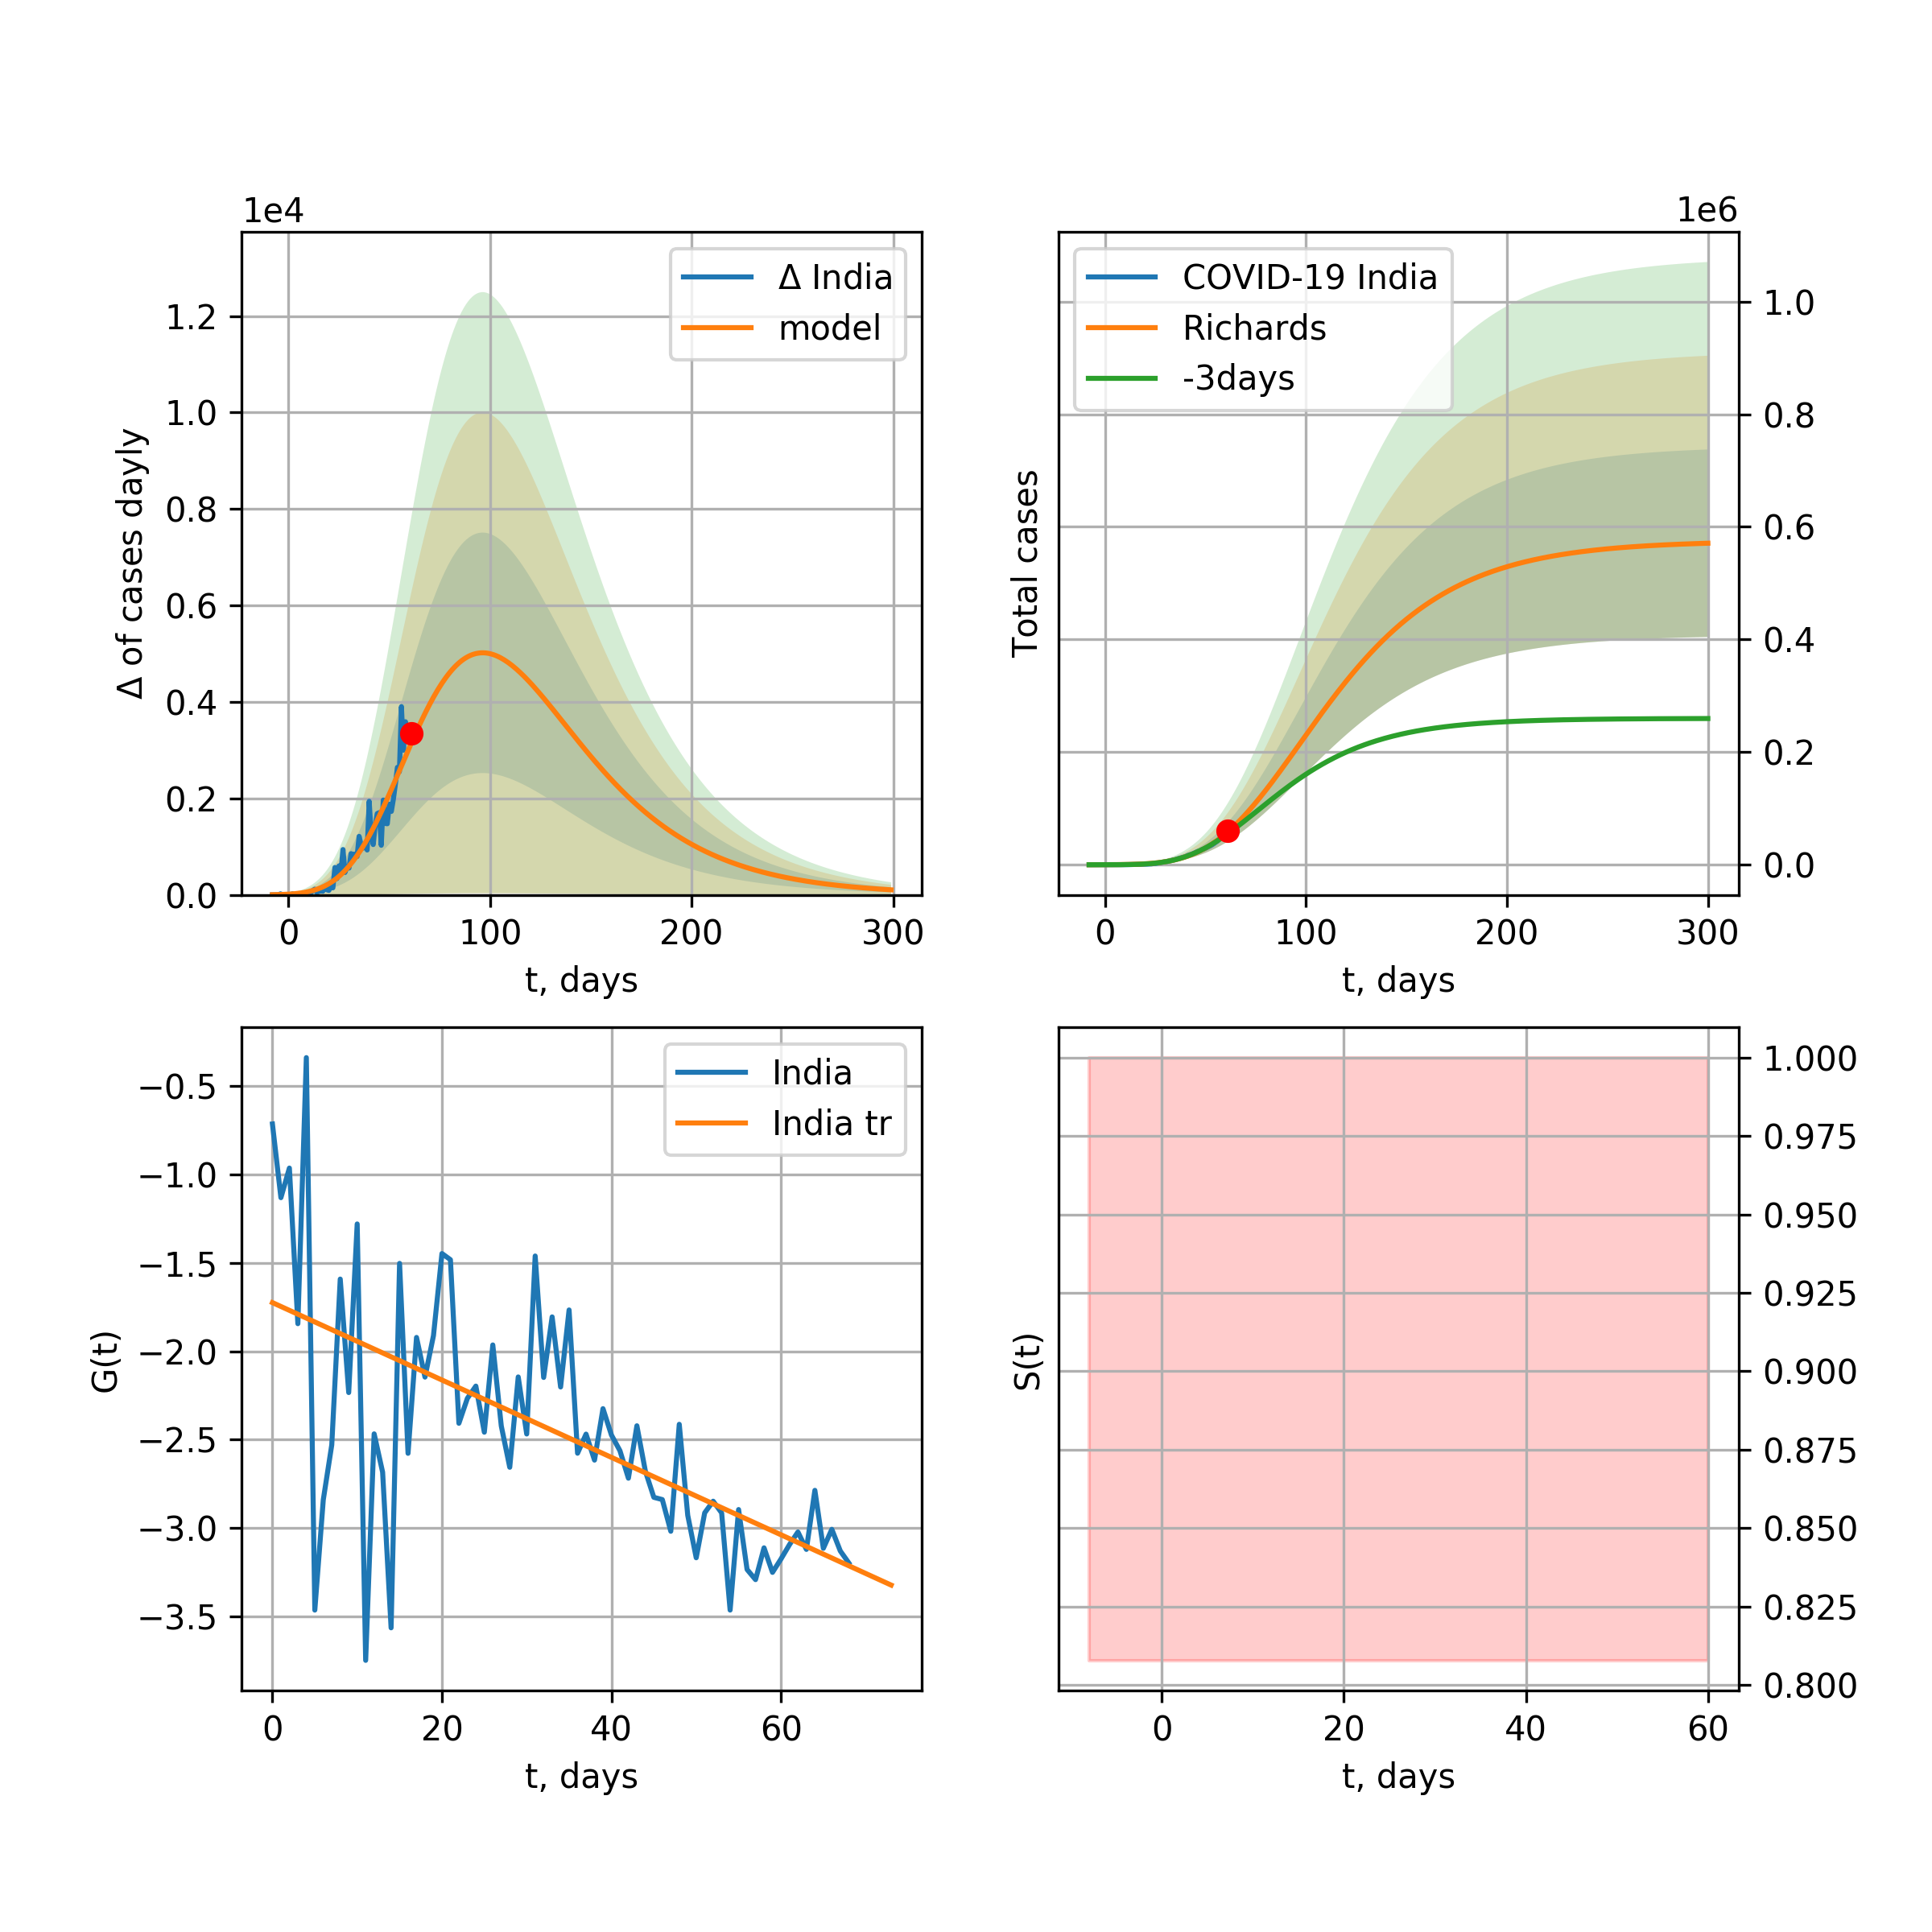 1e4
Δ India
model
1.2
1.0
0.8
0.6
0.4
0.2
0.0
Δ of cases dayly
0 100 200 300
t, days
1e6
COVID-19 India
Richards
-3days
1.0
0.8
0.6
0.4
0.2
0.0
Total cases
0 100 200 300
t, days
India
India tr
−0.5
−1.0
−1.5
−2.0
−2.5
−3.0
−3.5
G(t)
0 20 40 60
t, days
1.000
0.975
0.950
0.925
0.900
0.875
0.850
0.825
0.800
S(t)
0 20 40 60
t, days